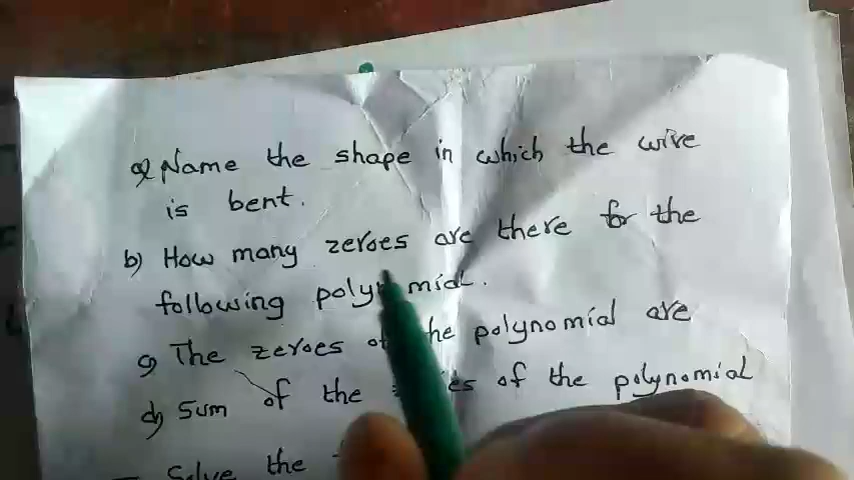 a) Name the shape in which the wire
is bent.
b) How many zeroes are there for the
following polynomial.
c) The zeroes of the polynomial are
d) Sum of the of the polynomial
Solve the